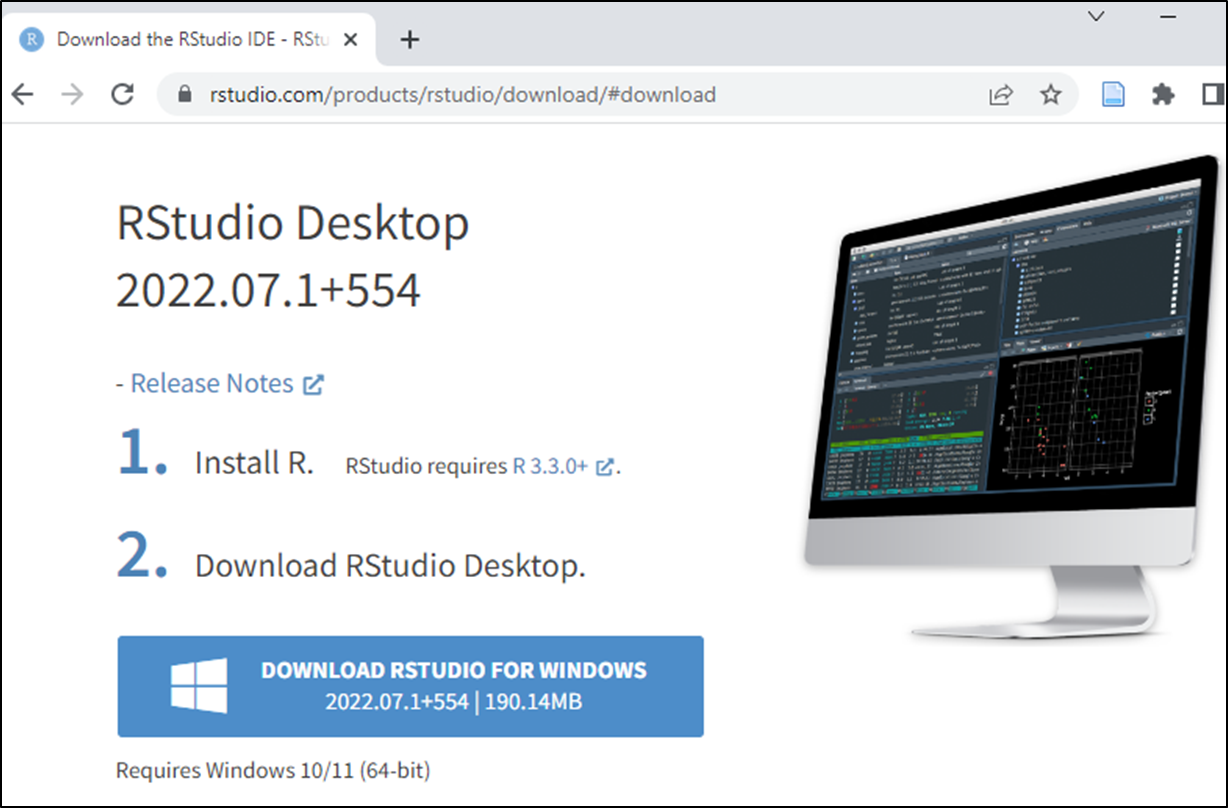 R Download the RStudio IDE - RStu
rstudio.com/products/rstudio/download/#download
RStudio Desktop
2022.07.1+554
- Release Notes
1. Install R. RStudio requires R 3.3.0+.
2. Download RStudio Desktop.
DOWNLOAD RSTUDIO FOR WINDOWS
2022.07.1+554 | 190.14MB
Requires Windows 10/11 (64-bit)